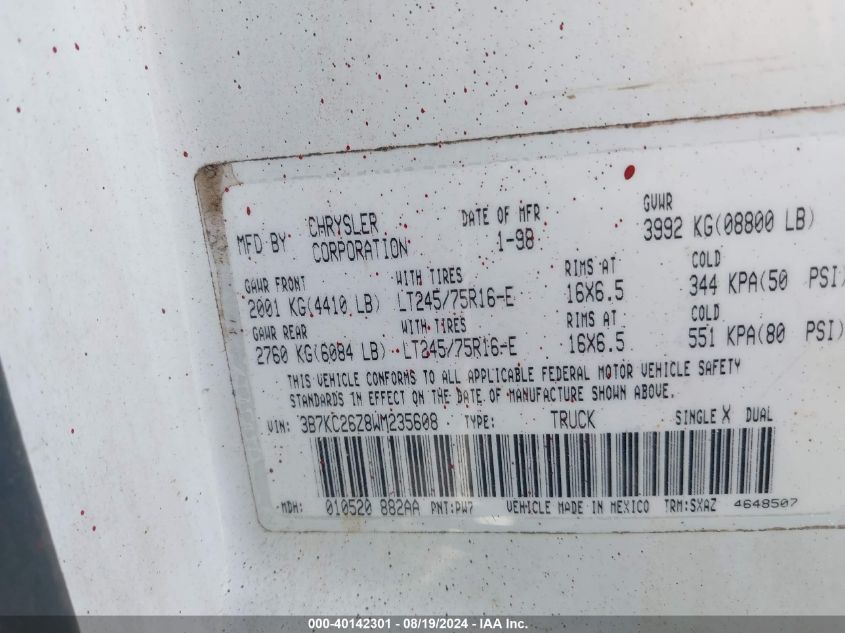 MFD BY CHRYSLER CORPORATION DATE OF MFR 1-98 GVWR 3992 KG(08800 LB)
GAWR FRONT WITH TIRES RIMS AT COLD
2001 KG(4410 LB) LT245/75R16-E 16X6.5 344 KPA(50 PSI)
GAWR REAR WITH TIRES RIMS AT COLD
2760 KG(6084 LB) LT245/75R16-E 16X6.5 551 KPA(80 PSI)
THIS VEHICLE CONFORMS TO ALL APPLICABLE FEDERAL MOTOR VEHICLE SAFETY
STANDARDS IN EFFECT ON THE DATE OF MANUFACTURE SHOWN ABOVE.
VIN: 3B7KC26Z8WM235608 TYPE: TRUCK SINGLE X DUAL
MDH: 010520 882AA PNT:PW7 VEHICLE MADE IN MEXICO TRM:SXAZ 4648507
000-40142301 - 08/19/2024 - IAA Inc.